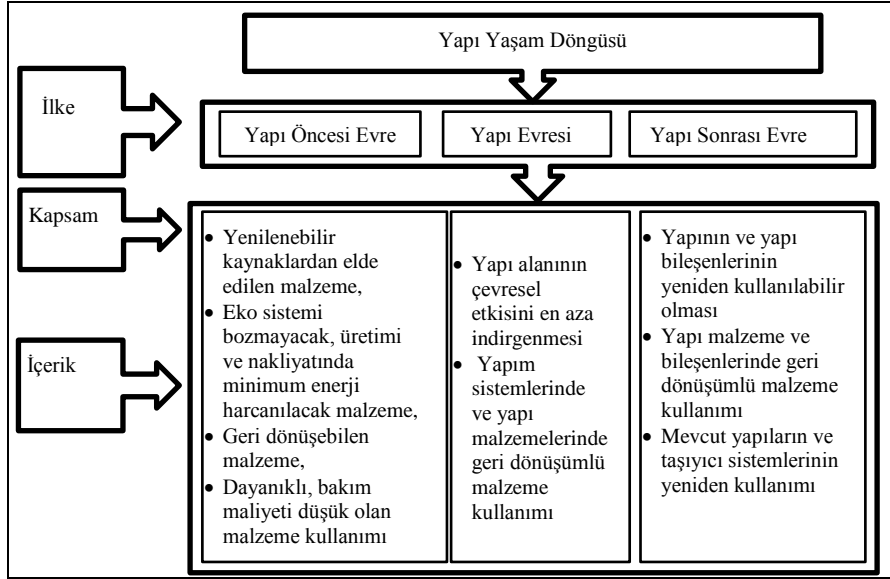 Yapı Yaşam Döngüsü
İlke
Yapı Öncesi Evre
Yapı Evresi
Yapı Sonrası Evre
Kapsam
İçerik
• Yenilenebilir
kaynaklardan elde
edilen malzeme,
• Eko sistemi
bozmayacak, üretimi
ve nakliyatında
minimum enerji
harcanılacak malzeme,
• Geri dönüşebilen
malzeme,
• Dayanıklı, bakım
maliyeti düşük olan
malzeme kullanımı
• Yapı alanının
çevresel
etkisini en aza
indirgenmesi
• Yapım
sistemlerinde
ve yapı
malzemelerinde
geri dönüşümlü
malzeme
kullanımı
• Yapının ve yapı
bileşenlerinin
yeniden kullanılabilir
olması
• Yapı malzeme ve
bileşenlerinde geri
dönüşümlü malzeme
kullanımı
• Mevcut yapıların ve
taşıyıcı sistemlerinin
yeniden kullanımı